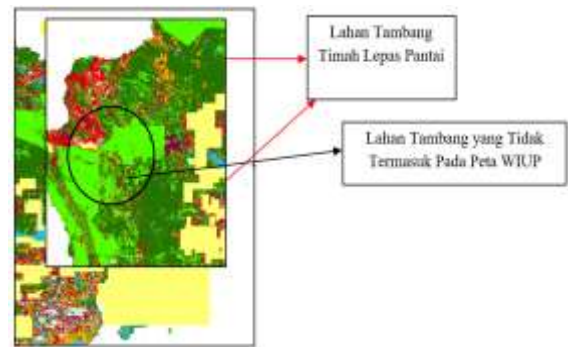 Lahan Tambang
Timah Lepas Pantai
Lahan Tambang yang Tidak
Termasuk Pada Peta WIUP